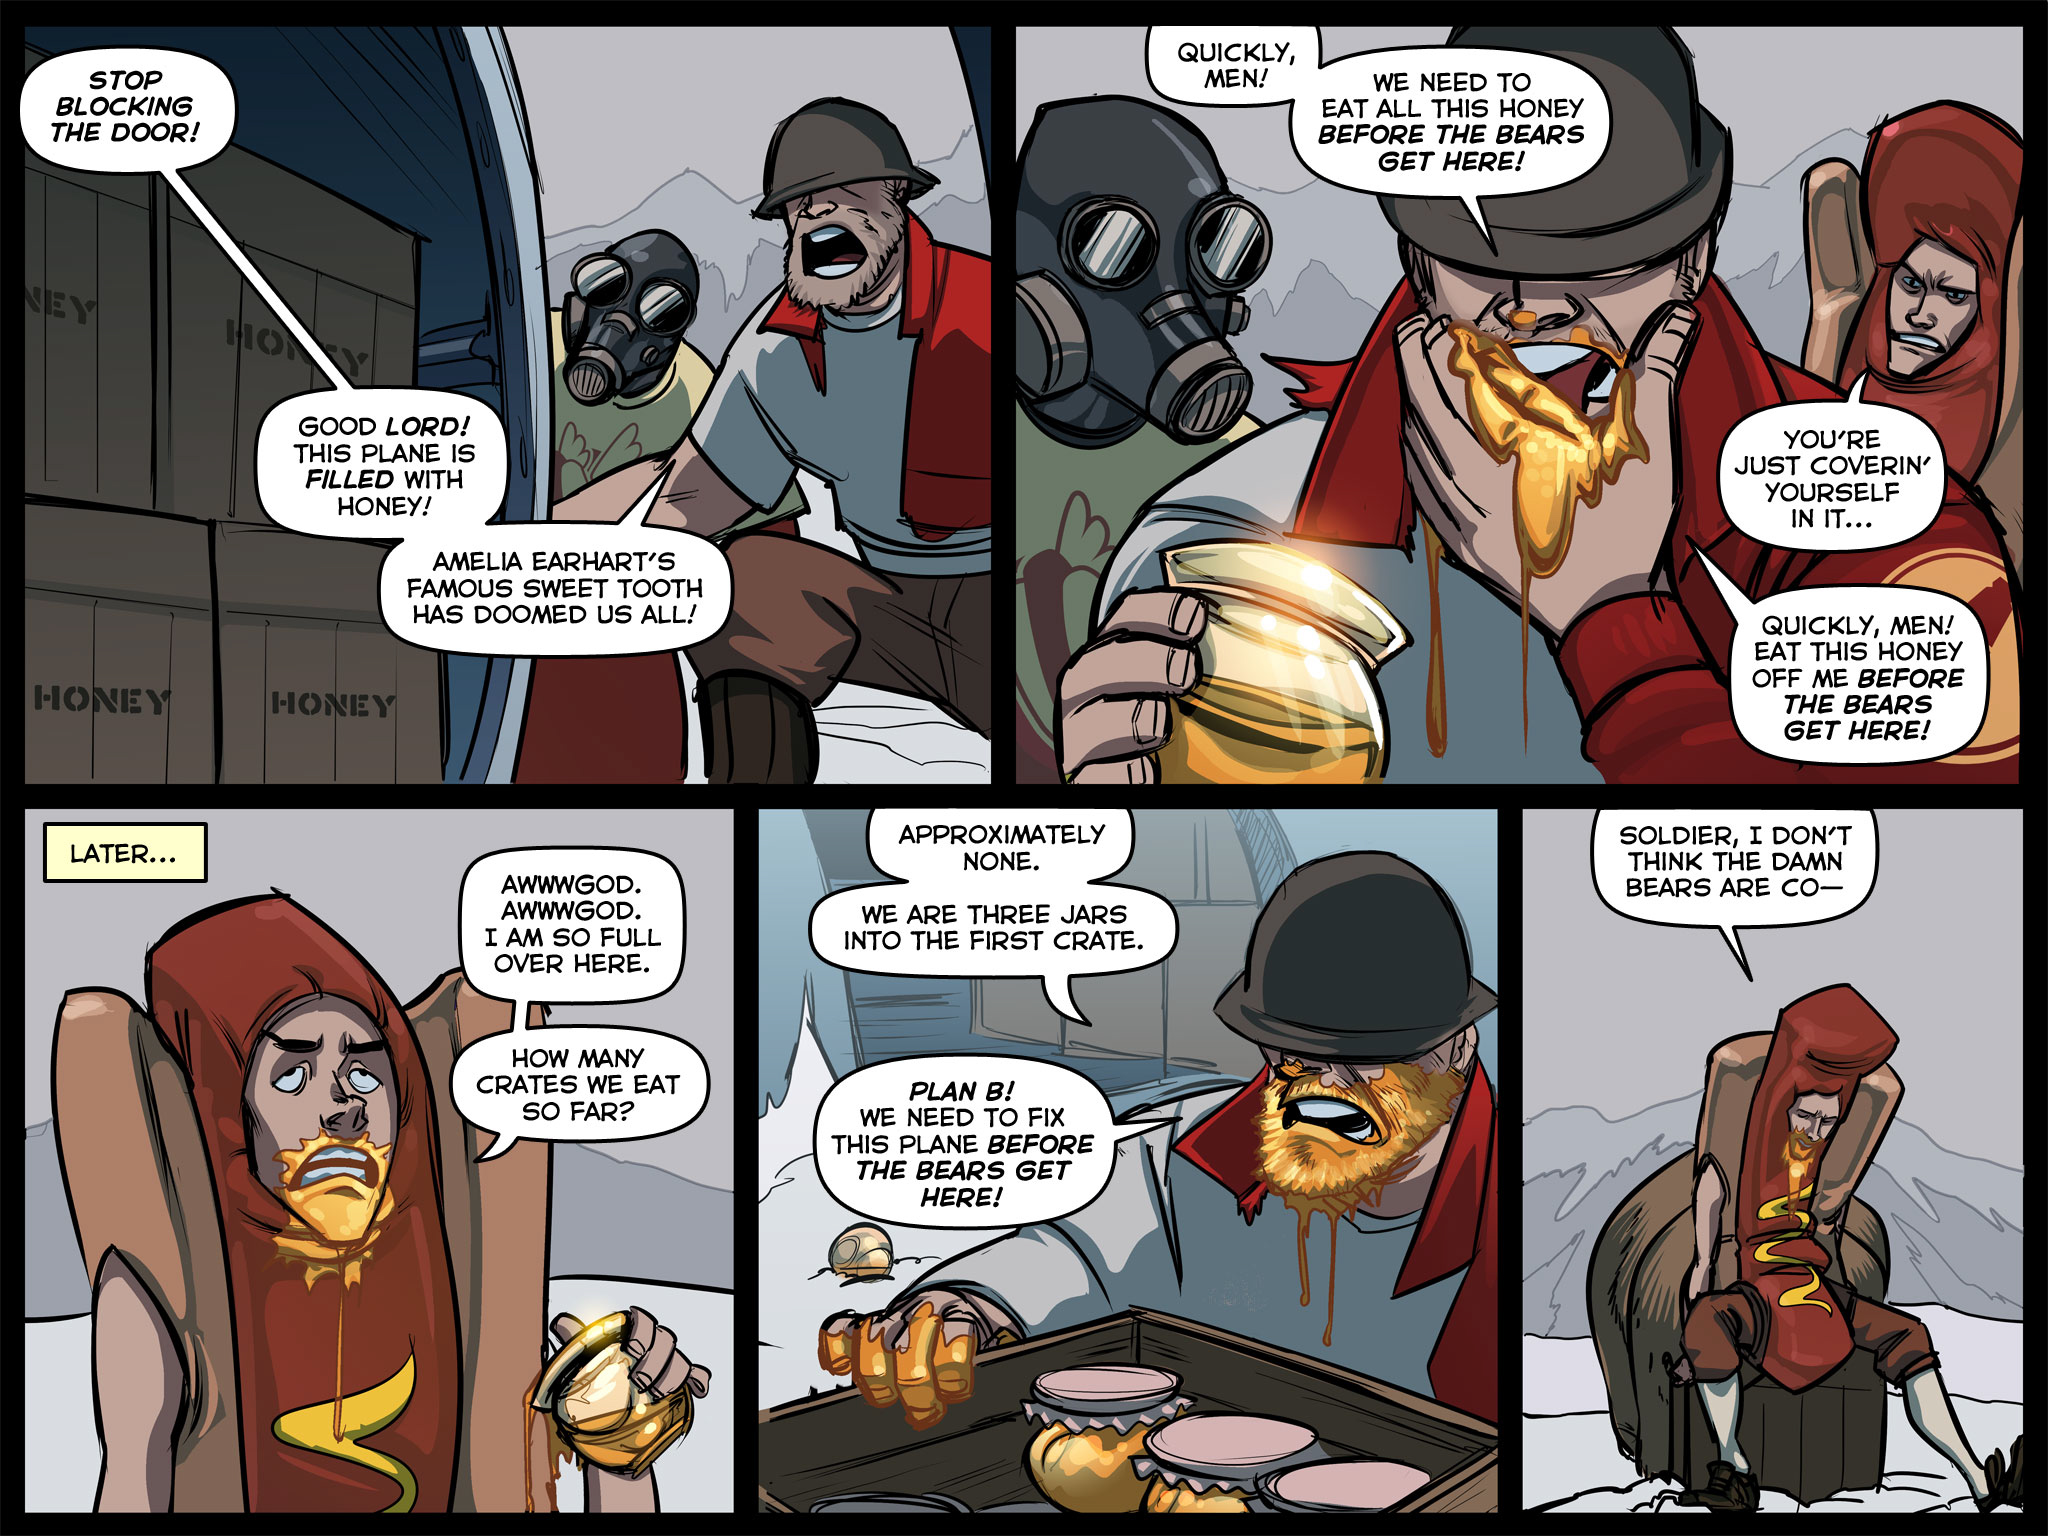 STOP
BLOCKING
THE DOOR!
GOOD LORD!
THIS PLANE IS
FILLED WITH
HONEY!
AMELIA EARHART'S
FAMOUS SWEET TOOTH
HAS DOOMED US ALL!
HONEY
HONEY
HONEY
QUICKLY,
MEN!
WE NEED TO
EAT ALL THIS HONEY
BEFORE THE BEARS
GET HERE!
YOU'RE
JUST COVERIN'
YOURSELF
IN IT...
QUICKLY, MEN!
EAT THIS HONEY
OFF ME BEFORE
THE BEARS
GET HERE!
LATER...
AWWWGOD.
AWWWGOD.
I AM SO FULL
OVER HERE.
HOW MANY
CRATES WE EAT
SO FAR?
APPROXIMATELY
NONE.
WE ARE THREE JARS
INTO THE FIRST CRATE.
PLAN B!
WE NEED TO FIX
THIS PLANE BEFORE
THE BEARS GET
HERE!
SOLDIER, I DON'T
THINK THE DAMN
BEARS ARE CO—